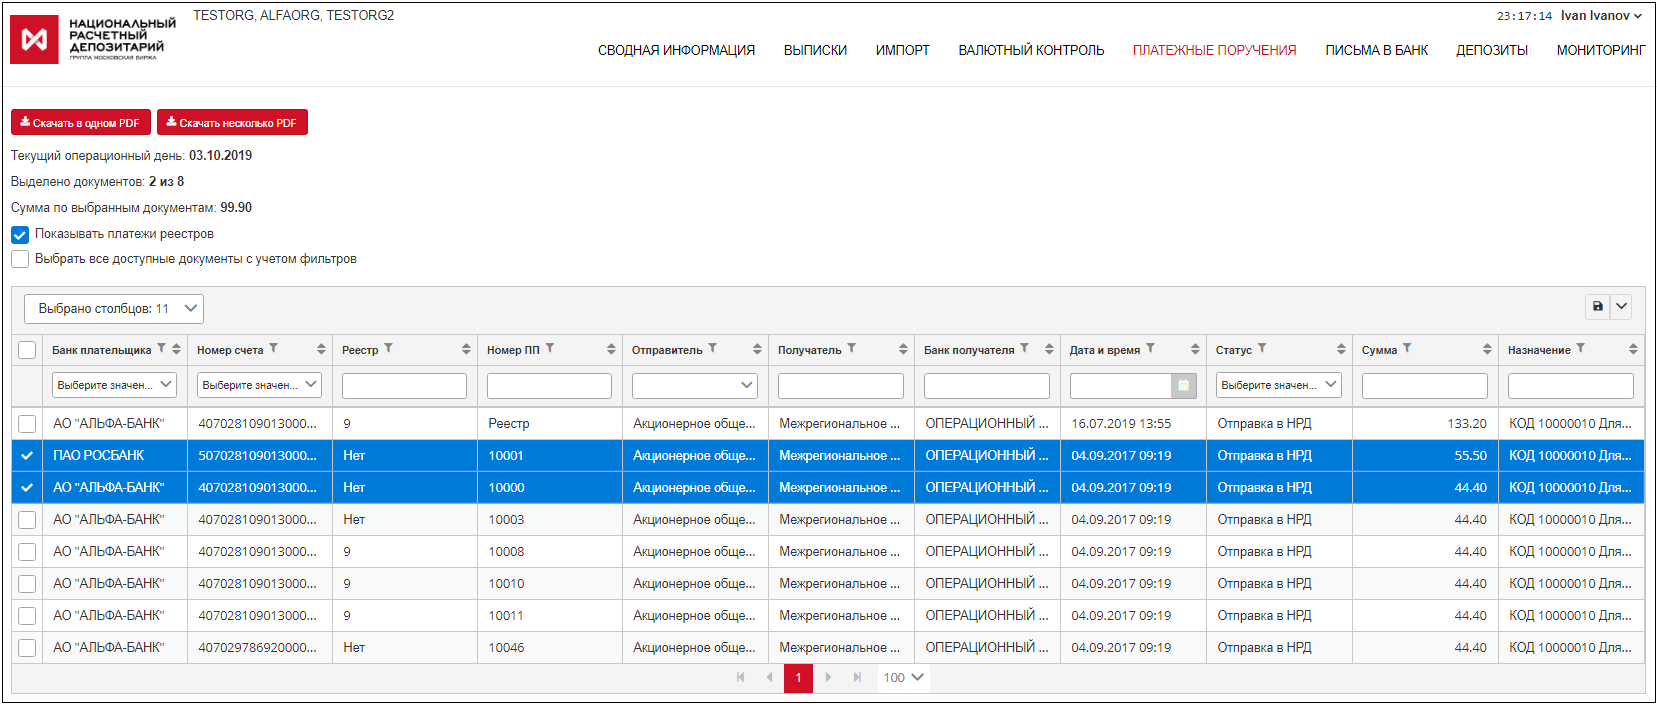 НАЦИОНАЛЬНЫЙ
РАСЧЕТНЫЙ
ДЕПОЗИТАРИЙ
ГРУППА МОСКОВСКАЯ БИРЖА
TESTORG, ALFAORG, TESTORG2
23:17:14 Ivan Ivanov
СВОДНАЯ ИНФОРМАЦИЯ ВЫПИСКИ ИМПОРТ ВАЛЮТНЫЙ КОНТРОЛЬ ПЛАТЕЖНЫЕ ПОРУЧЕНИЯ ПИСЬМА В БАНК ДЕПОЗИТЫ МОНИТОРИНГ
Скачать в одном PDF Скачать несколько PDF
Текущий операционный день: 03.10.2019
Выделено документов: 2 из 8
Сумма по выбранным документам: 99.90
Показывать платежи реестров
Выбрать все доступные документы с учетом фильтров
Выбрано столбцов: 11
Банк плательщика Номер счета Реестр Номер ПП Отправитель Получатель Банк получателя Дата и время Статус Сумма Назначение
Выберите значен... Выберите значен... Выберите значен...
АО "АЛЬФА-БАНК" 407028109013000... 9 Реестр Акционерное обще... Межрегиональное ... ОПЕРАЦИОННЫЙ ... 16.07.2019 13:55 Отправка в НРД 133.20 КОД 10000010 Для...
ПАО РОСБАНК 507028109013000... Нет 10001 Акционерное обще... Межрегиональное ... ОПЕРАЦИОННЫЙ ... 04.09.2017 09:19 Отправка в НРД 55.50 КОД 10000010 Для...
АО "АЛЬФА-БАНК" 407028109013000... Нет 10000 Акционерное обще... Межрегиональное ... ОПЕРАЦИОННЫЙ ... 04.09.2017 09:19 Отправка в НРД 44.40 КОД 10000010 Для...
АО "АЛЬФА-БАНК" 407028109013000... Нет 10003 Акционерное обще... Межрегиональное ... ОПЕРАЦИОННЫЙ ... 04.09.2017 09:19 Отправка в НРД 44.40 КОД 10000010 Для...
АО "АЛЬФА-БАНК" 407028109013000... 9 10008 Акционерное обще... Межрегиональное ... ОПЕРАЦИОННЫЙ ... 04.09.2017 09:19 Отправка в НРД 44.40 КОД 10000010 Для...
АО "АЛЬФА-БАНК" 407028109013000... 9 10010 Акционерное обще... Межрегиональное ... ОПЕРАЦИОННЫЙ ... 04.09.2017 09:19 Отправка в НРД 44.40 КОД 10000010 Для...
АО "АЛЬФА-БАНК" 407028109013000... 9 10011 Акционерное обще... Межрегиональное ... ОПЕРАЦИОННЫЙ ... 04.09.2017 09:19 Отправка в НРД 44.40 КОД 10000010 Для...
АО "АЛЬФА-БАНК" 407029786920000... Нет 10046 Акционерное обще... Межрегиональное ... ОПЕРАЦИОННЫЙ ... 04.09.2017 09:19 Отправка в НРД 44.40 КОД 10000010 Для...
1 100